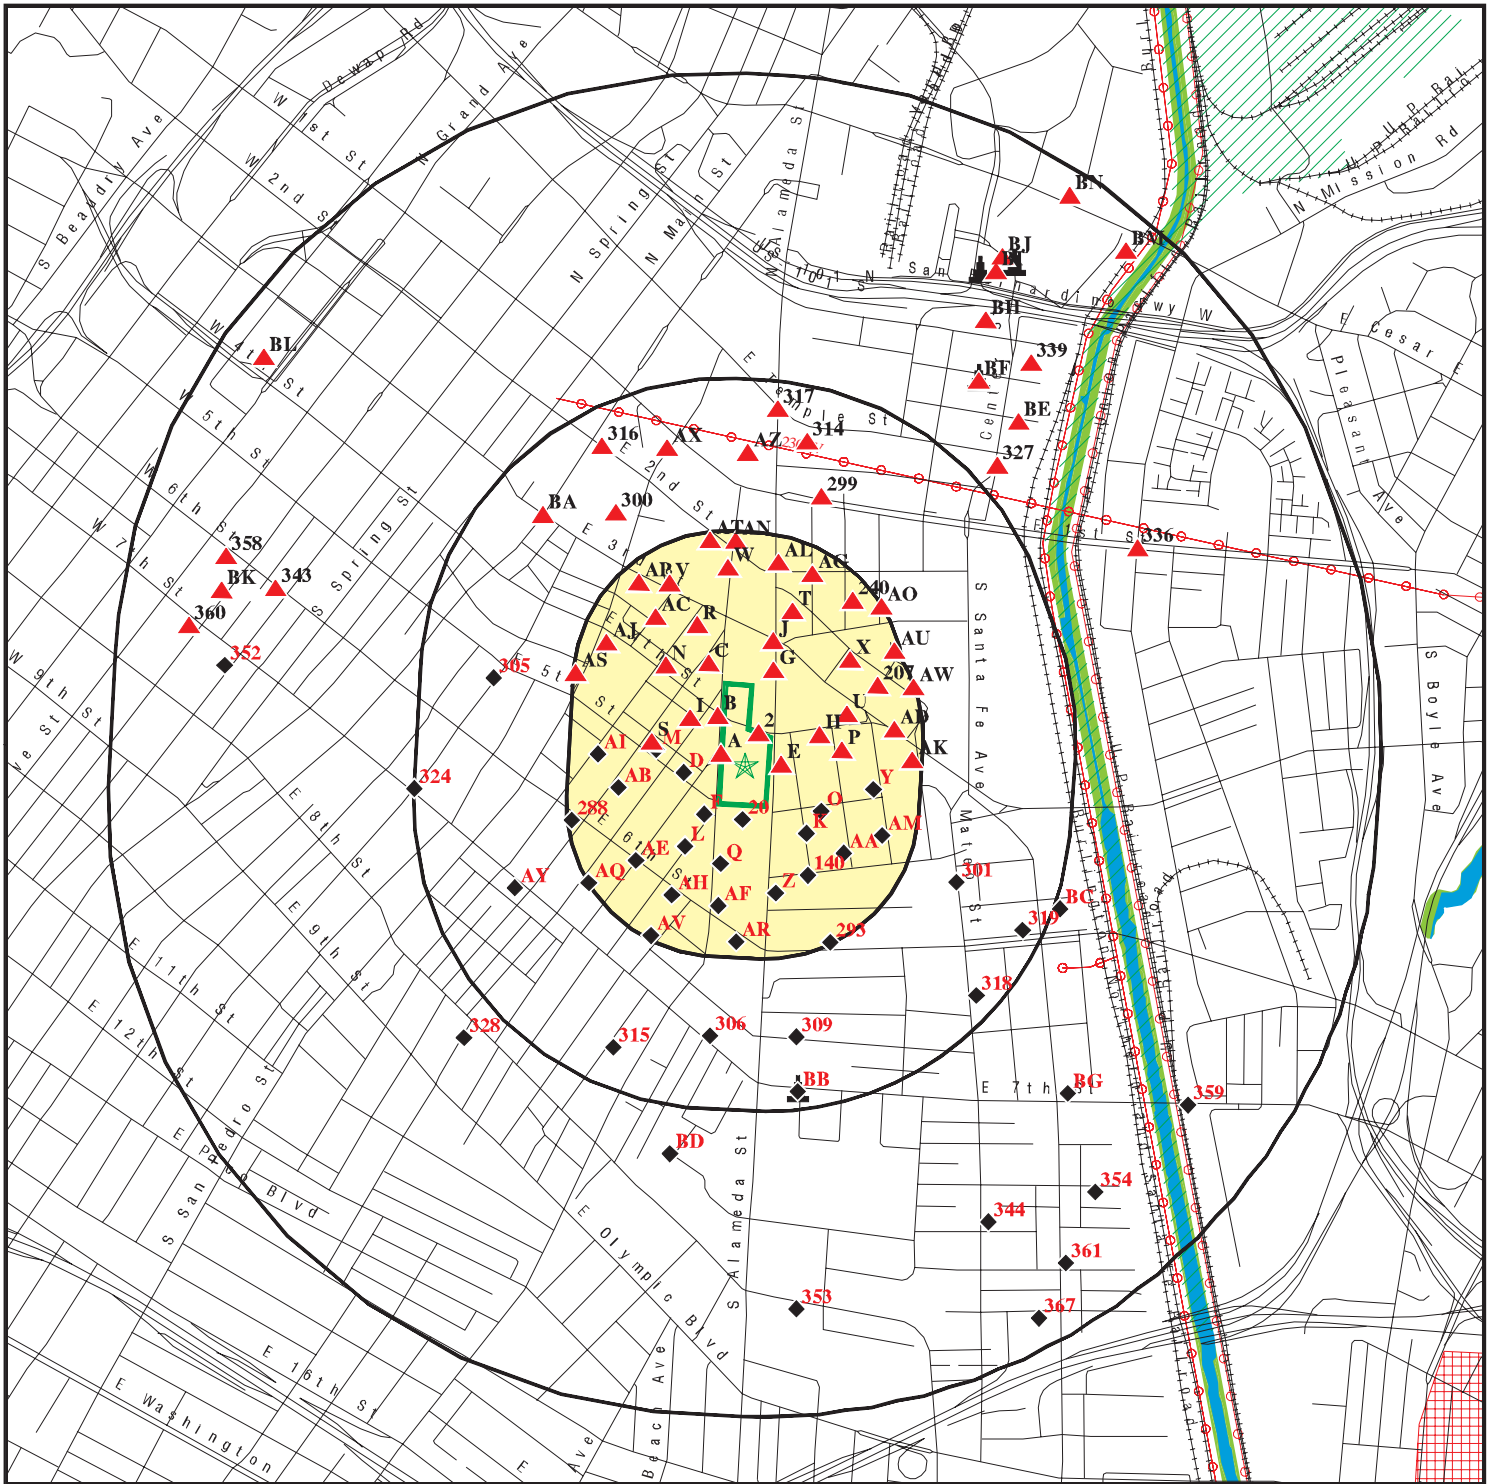 Dewap Rd
N Grand Ave
W 1st St
W 2nd St
S Beaudry Ave
N Spring St
N Main St
N Alameda St
US 101
N San
Mission Rd
BN
BM
BJ
BH
BL
W 4th St
339
BF
BE
E Cesar E
Pleasant Ave
W 5th St
E Temple St
317
314
316
AX
AZ
327
Center
W 6th St
E 2nd St
299
300
BA
E 1st St
336
W 7th St
358
BK
343
360
352
S Spring St
AT
AN
W
AL
AG
V
240
AO
AC
R
T
AJ
J
AU
AS
N
C
G
X
207
AW
305
E 5th St
I
B
U
AD
S
M
2
H
P
AK
AI
A
E
D
AB
Y
324
288
F
20
O
K
AM
E 6th St
L
AA
AE
Q
140
AY
AQ
AH
AF
Z
AV
AR
293
301
BC
319
S Santa Fe Ave
Mateo St
S Boyle Ave
W 9th St
E 8th St
E 9th St
318
E 11th St
328
315
306
309
E 12th St
BB
E 7th St
BG
359
BD
E Pico Blvd
S San Pedro St
354
344
361
E Olympic Blvd
S Alameda St
353
367
E 16th St
E Washington
Beach Ave
E
Ave